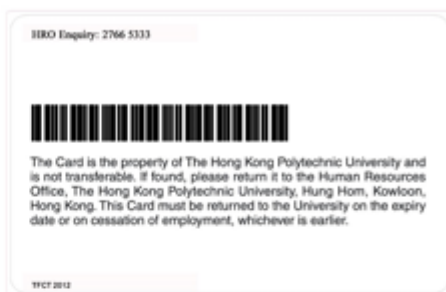 HRO Enquiry: 2766 5333
The Card is the property of The Hong Kong Polytechnic University and
is not transferable. If found, please return it to the Human Resources
Office, The Hong Kong Polytechnic University, Hung Hom, Kowloon,
Hong Kong. This Card must be returned to the University on the expiry
date or on cessation of employment, whichever is earlier.
TFCT 2012